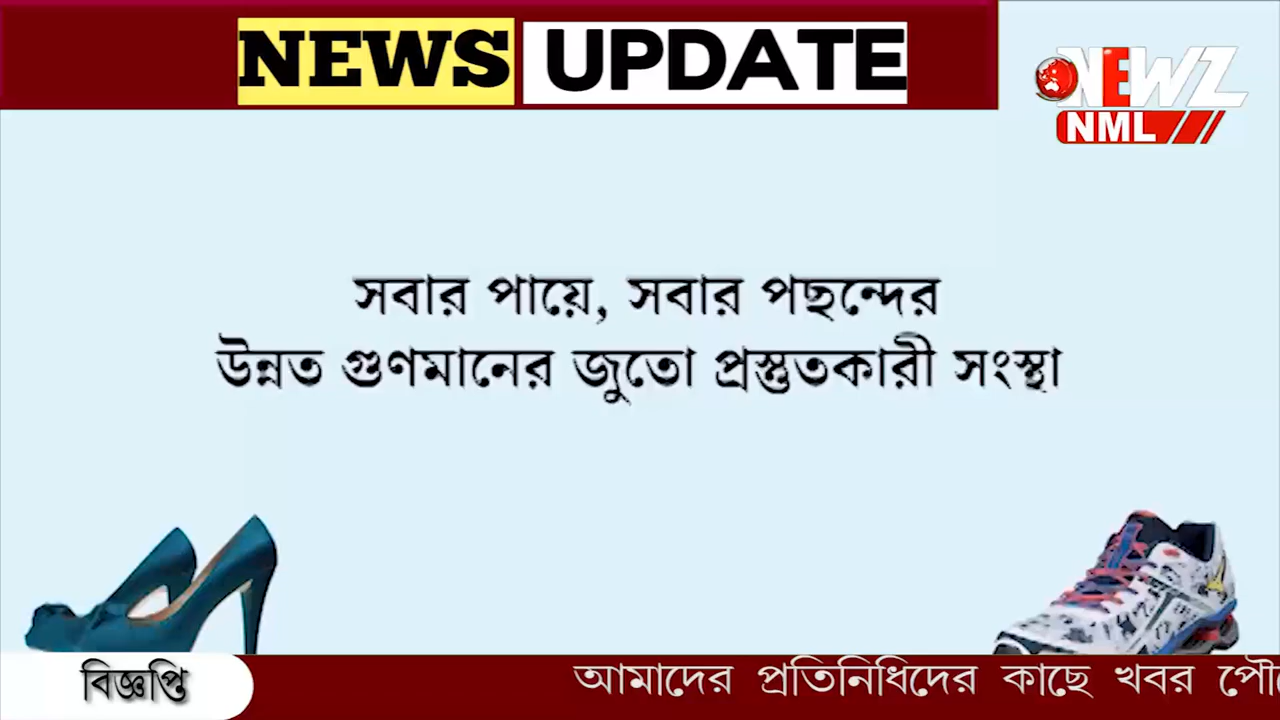 NEWS UPDATE
NEWZ
NML
সবার পায়ে, সবার পছন্দের
উন্নত গুণমানের জুতো প্রস্তুতকারী সংস্থা
বিজ্ঞপ্তি
আমাদের প্রতিনিধিদের কাছে খবর